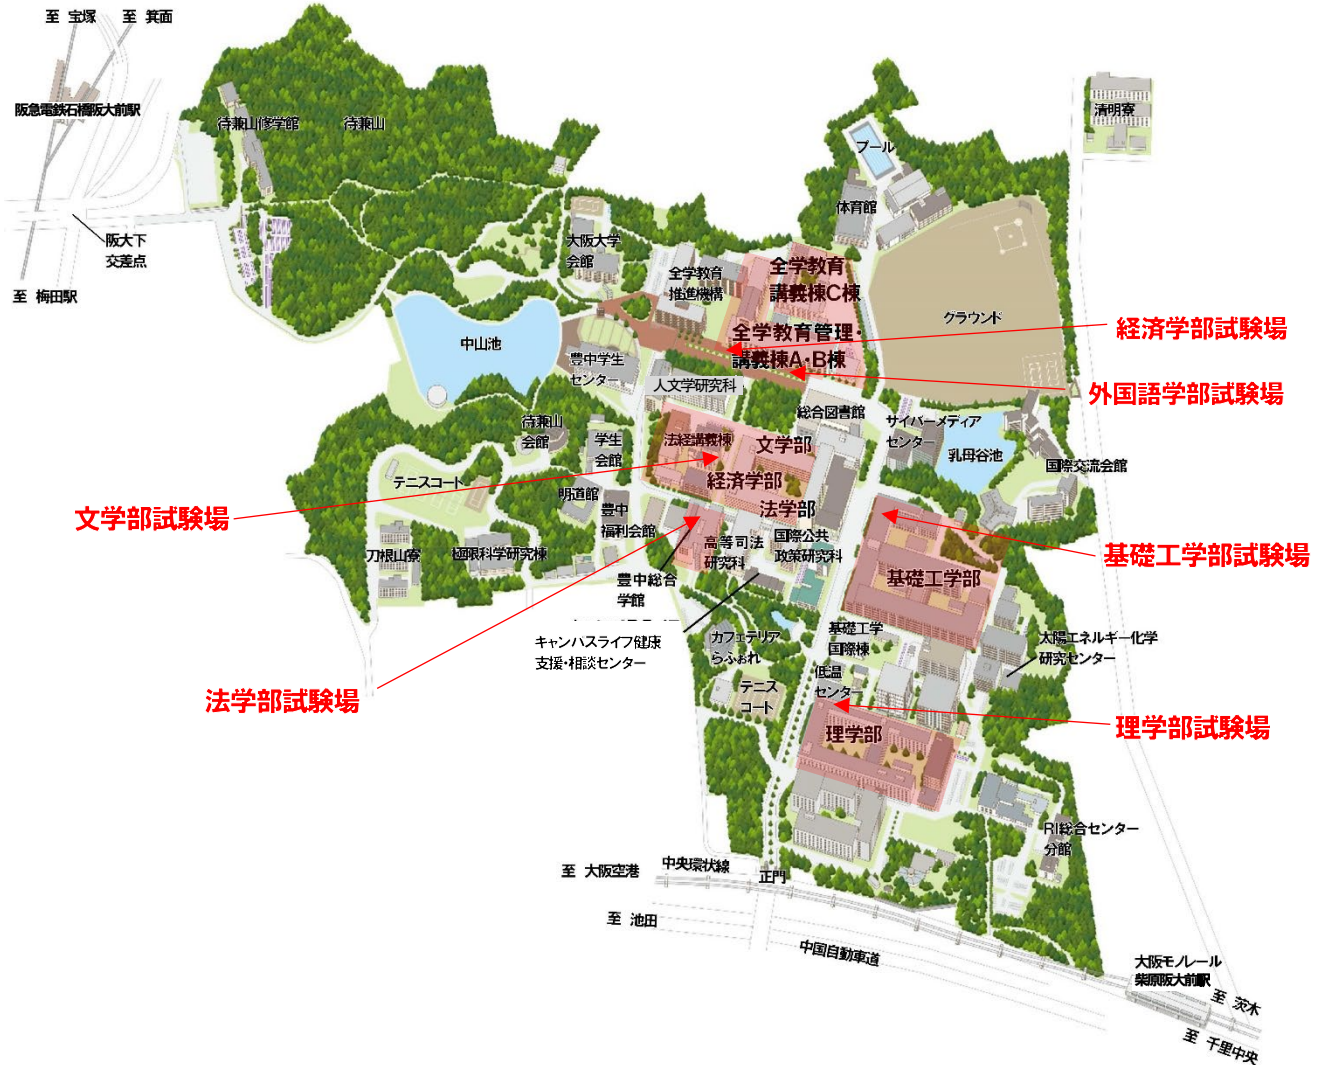 至 宝塚
至 箕面
阪急電鉄石橋阪大前駅
待兼山修学館
待兼山
清明寮
プール
体育館
阪大下
交差点
大阪大学
会館
全学教育
推進機構
全学教育
講義棟C棟
至 梅田駅
グラウンド
経済学部試験場
全学教育管理・
講義棟A・B棟
中山池
豊中学生
センター
人文学研究科
外国語学部試験場
総合図書館
サイバーメディア
センター
待兼山
会館
学生
会館
法経講義棟
文学部
乳母谷池
国際交流会館
テニスコート
経済学部
明道館
文学部試験場
豊中
福利会館
法学部
刀根山寮
極限科学研究棟
高等司法
研究科
国際公共
政策研究科
基礎工学部試験場
基礎工学部
豊中総合
学館
キャンパスライフ健康
支援・相談センター
カフェテリア
らふぉれ
基礎工学
国際棟
太陽エネルギー化学
研究センター
低温
センター
テニス
コート
法学部試験場
理学部
理学部試験場
RI総合センター
分館
至 大阪空港
中央環状線
正門
至 池田
中国自動車道
大阪モノレール
柴原阪大前駅
至 茨木
至 千里中央